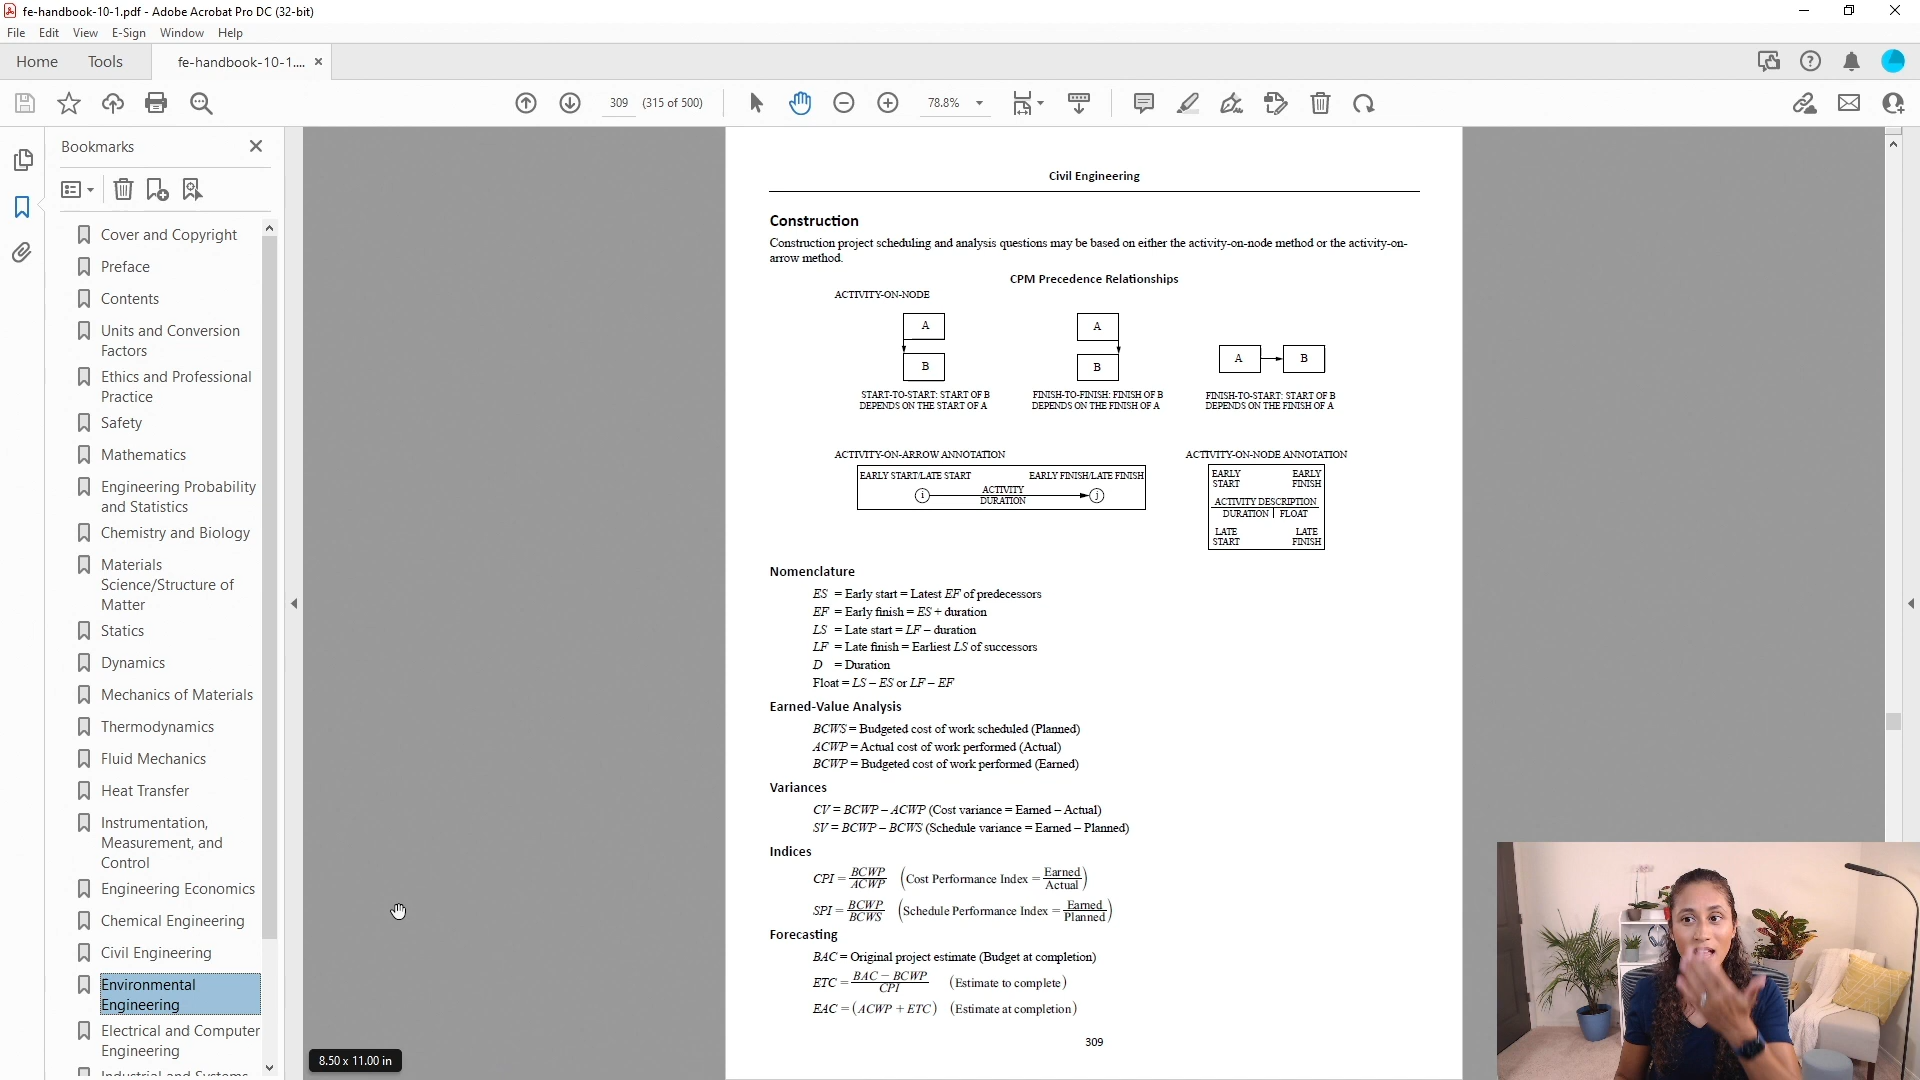 fe-handbook-10-1.pdf - Adobe Acrobat Pro DC (32-bit)
File Edit View E-Sign Window Help
Home Tools fe-handbook-10-1.... ×
309 (315 of 500) 78.8%
Bookmarks
Cover and Copyright
Preface
Contents
Units and Conversion
Factors
Ethics and Professional
Practice
Safety
Mathematics
Engineering Probability
and Statistics
Chemistry and Biology
Materials
Science/Structure of
Matter
Statics
Dynamics
Mechanics of Materials
Thermodynamics
Fluid Mechanics
Heat Transfer
Instrumentation,
Measurement, and
Control
Engineering Economics
Chemical Engineering
Civil Engineering
Environmental
Engineering
Electrical and Computer
Engineering
Industrial and Systems
8.50 x 11.00 in
Civil Engineering
Construction
Construction project scheduling and analysis questions may be based on either the activity-on-node method or the activity-on-
arrow method.
CPM Precedence Relationships
ACTIVITY-ON-NODE
A A
A B
B B
START-TO-START: START OF B FINISH-TO-FINISH: FINISH OF B FINISH-TO-START: START OF B
DEPENDS ON THE START OF A DEPENDS ON THE FINISH OF A DEPENDS ON THE FINISH OF A
ACTIVITY-ON-ARROW ANNOTATION ACTIVITY-ON-NODE ANNOTATION
EARLY START/LATE START EARLY FINISH/LATE FINISH
i ACTIVITY j
DURATION
EARLY EARLY
START FINISH
ACTIVITY DESCRIPTION
DURATION FLOAT
LATE LATE
START FINISH
Nomenclature
ES = Early start = Latest EF of predecessors
EF = Early finish = ES + duration
LS = Late start = LF – duration
LF = Late finish = Earliest LS of successors
D = Duration
Float = LS – ES or LF – EF
Earned-Value Analysis
BCWS = Budgeted cost of work scheduled (Planned)
ACWP = Actual cost of work performed (Actual)
BCWP = Budgeted cost of work performed (Earned)
Variances
CV = BCWP – ACWP (Cost variance = Earned – Actual)
SV = BCWP – BCWS (Schedule variance = Earned – Planned)
Indices
CPI = BCWP/ACWP (Cost Performance Index = Earned/Actual)
SPI = BCWP/BCWS (Schedule Performance Index = Earned/Planned)
Forecasting
BAC = Original project estimate (Budget at completion)
ETC = BAC − BCWP/CPI (Estimate to complete)
EAC = (ACWP + ETC) (Estimate at completion)
309